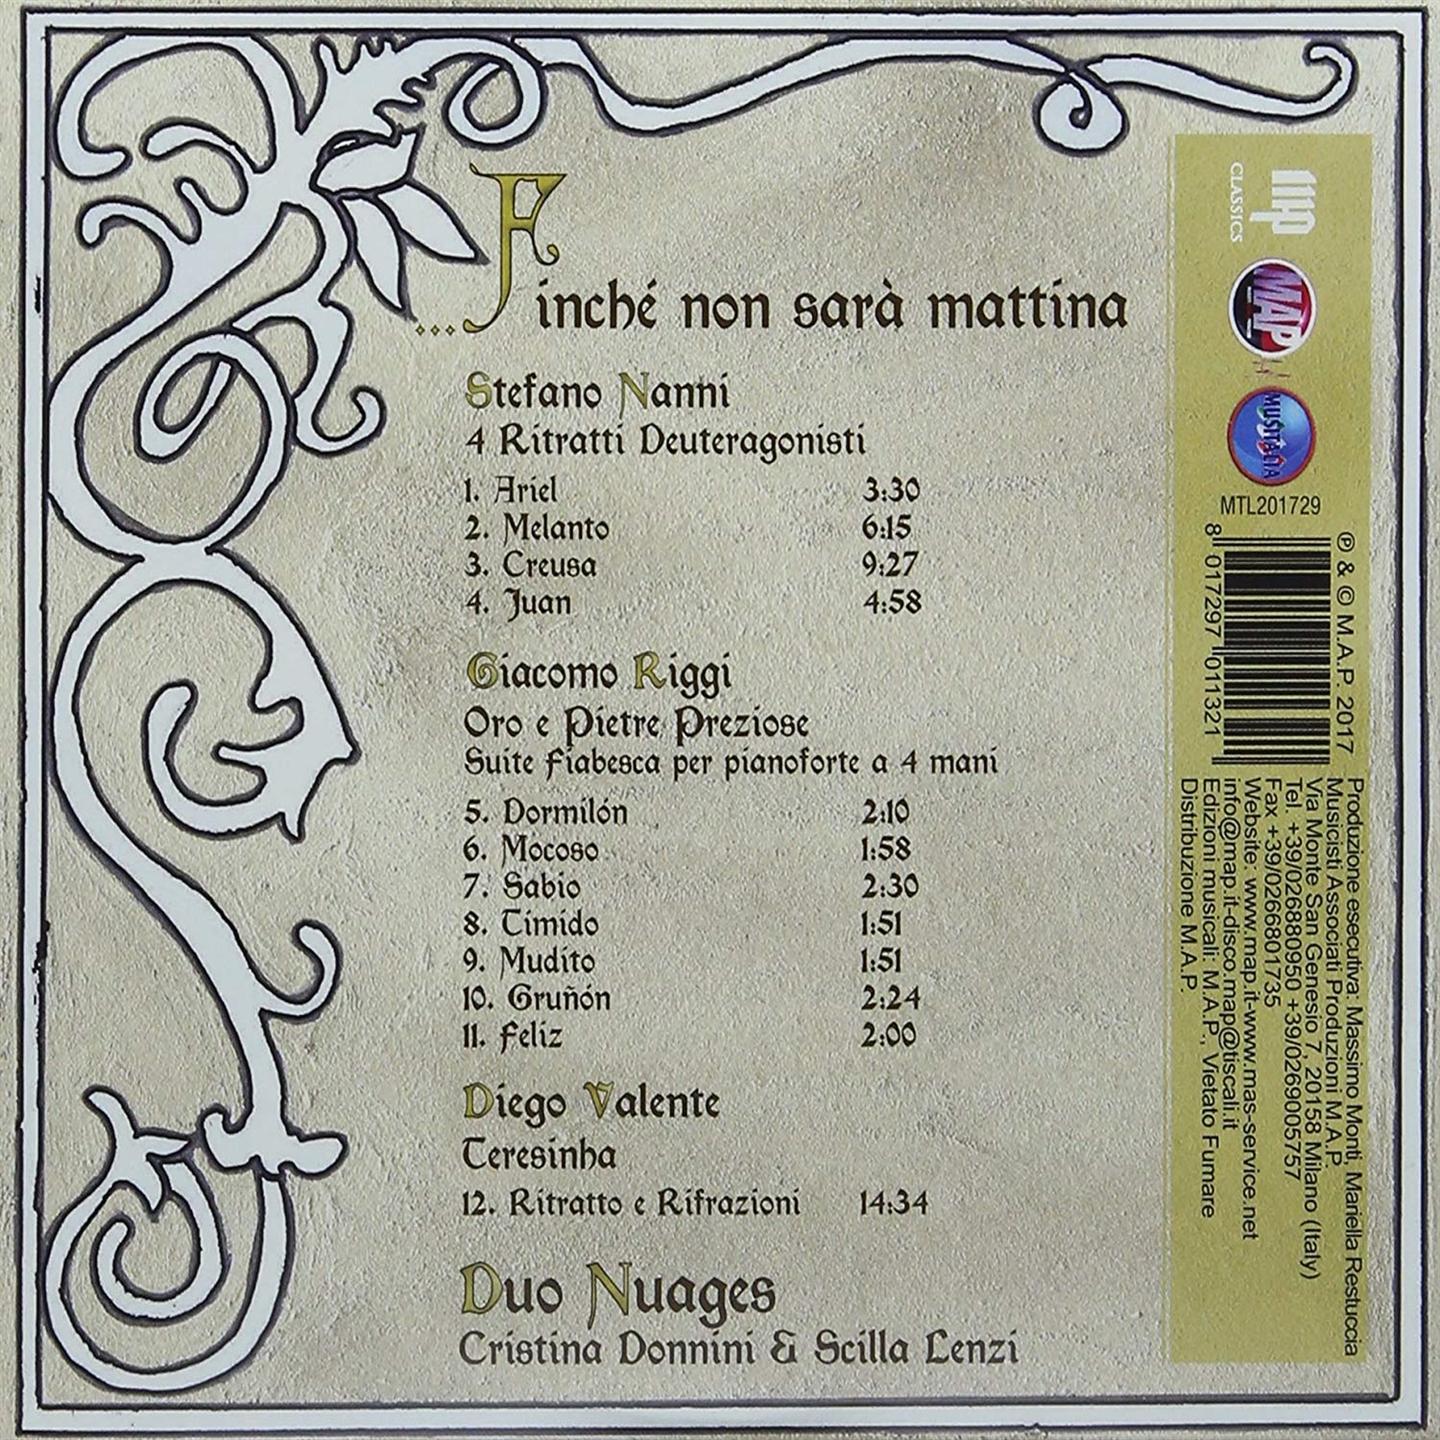 ...Finché non sarà mattina
Stefano Nanni
4 Ritratti Deuteragonisti
1. Ariel 3:30
2. Melanto 6:15
3. Creusa 9:27
4. Juan 4:58
Giacomo Riggi
Oro e Pietre Preziose
Suite Fiabesca per pianoforte a 4 mani
5. Dormilón 2:10
6. Mocoso 1:58
7. Sabio 2:30
8. Timido 1:51
9. Mudito 1:51
10. Gruñón 2:24
11. Feliz 2:00
Diego Valente
Teresinha
12. Ritratto e Rifrazioni 14:34
Duo Nuages
Cristina Donnini & Scilla Lenzi
map
CLASSICS
MAP
MUSITALIA
MTL201729
8 017297 011321
℗ & © M.A.P. 2017
Produzione esecutiva: Massimo Monti, Mariella Restuccia
Musicisti Associati Produzioni M.A.P.
Via Monte San Genesio 7, 20158 Milano (Italy)
Tel. +39/026880950 +39/0269005757
Fax +39/0266801735
Website: www.map.it-www.mas-service.net
info@map.it-disco.map@tiscali.it
Edizioni musicali: M.A.P., Vietato Fumare
Distribuzione M.A.P.